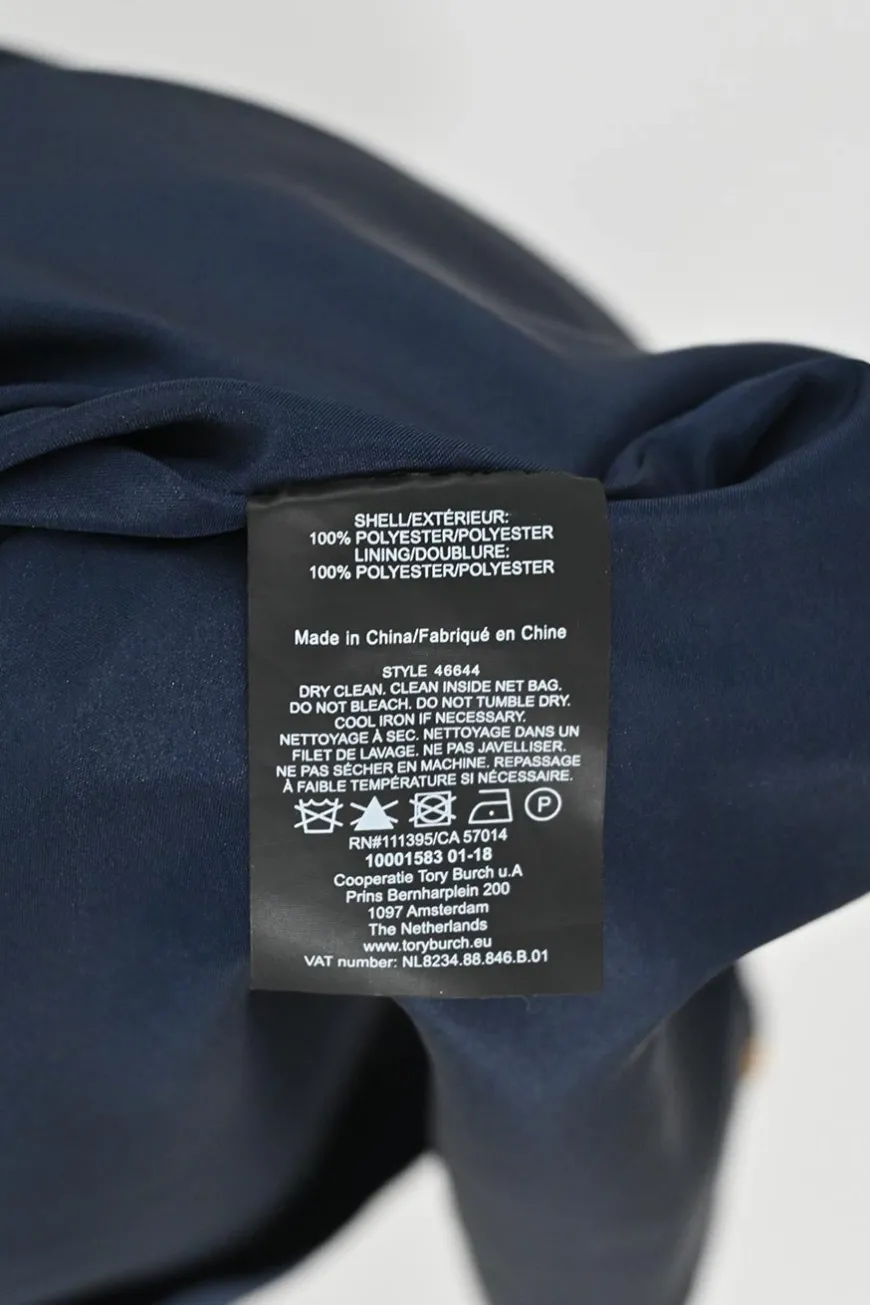 SHELL/EXTÉRIEUR:
100% POLYESTER/POLYESTER
LINING/DOUBLURE:
100% POLYESTER/POLYESTER
Made in China/Fabriqué en Chine
STYLE 46644
DRY CLEAN. CLEAN INSIDE NET BAG.
DO NOT BLEACH. DO NOT TUMBLE DRY.
COOL IRON IF NECESSARY.
NETTOYAGE À SEC. NETTOYAGE DANS UN
FILET DE LAVAGE. NE PAS JAVELLISER.
NE PAS SÉCHER EN MACHINE. REPASSAGE
À FAIBLE TEMPÉRATURE SI NÉCESSAIRE.
P
RN#111395/CA 57014
10001583 01-18
Cooperatie Tory Burch u.A
Prins Bernharplein 200
1097 Amsterdam
The Netherlands
www.toryburch.eu
VAT number: NL8234.88.846.B.01